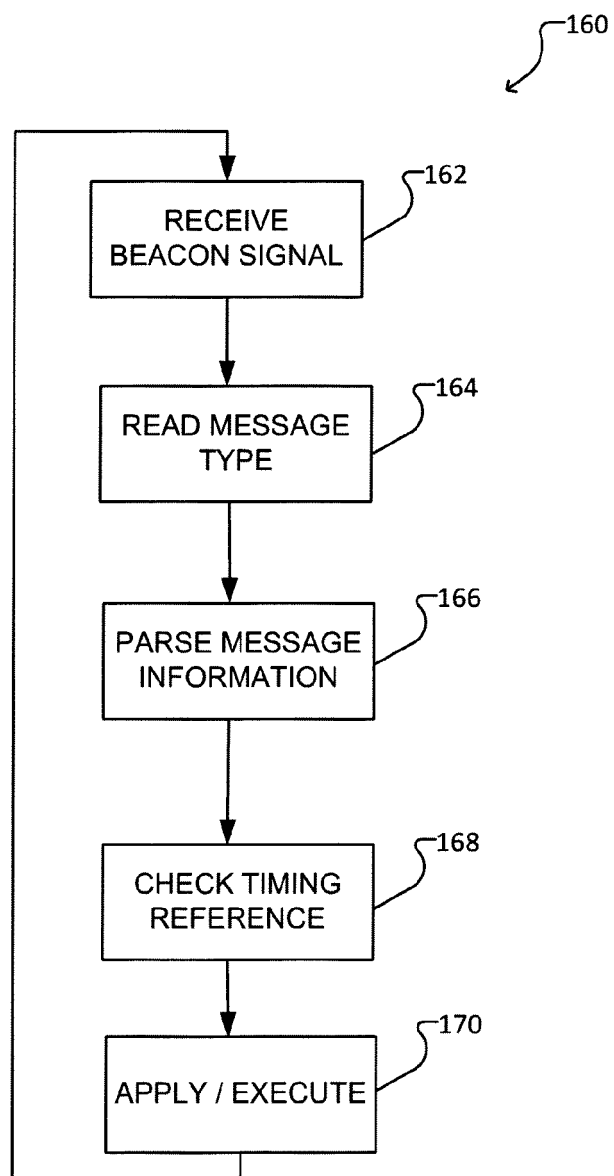 160
162
RECEIVE
BEACON SIGNAL
164
READ MESSAGE
TYPE
166
PARSE MESSAGE
INFORMATION
168
CHECK TIMING
REFERENCE
170
APPLY / EXECUTE